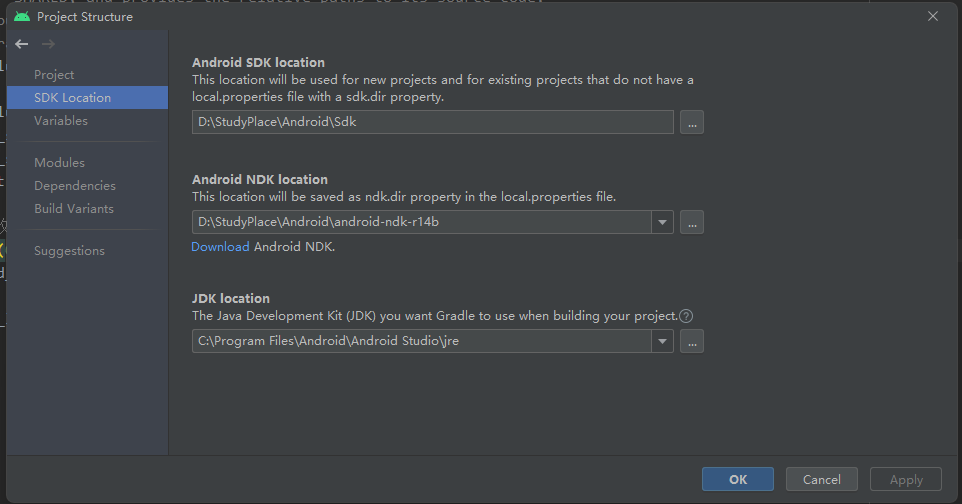 Project Structure
Project
SDK Location
Variables
Modules
Dependencies
Build Variants
Suggestions
Android SDK location
This location will be used for new projects and for existing projects that do not have a
local.properties file with a sdk.dir property.
D:\StudyPlace\Android\Sdk
...
Android NDK location
This location will be saved as ndk.dir property in the local.properties file.
D:\StudyPlace\Android\android-ndk-r14b
...
Download Android NDK.
JDK location
The Java Development Kit (JDK) you want Gradle to use when building your project.?
C:\Program Files\Android\Android Studio\jre
...
OK
Cancel
Apply